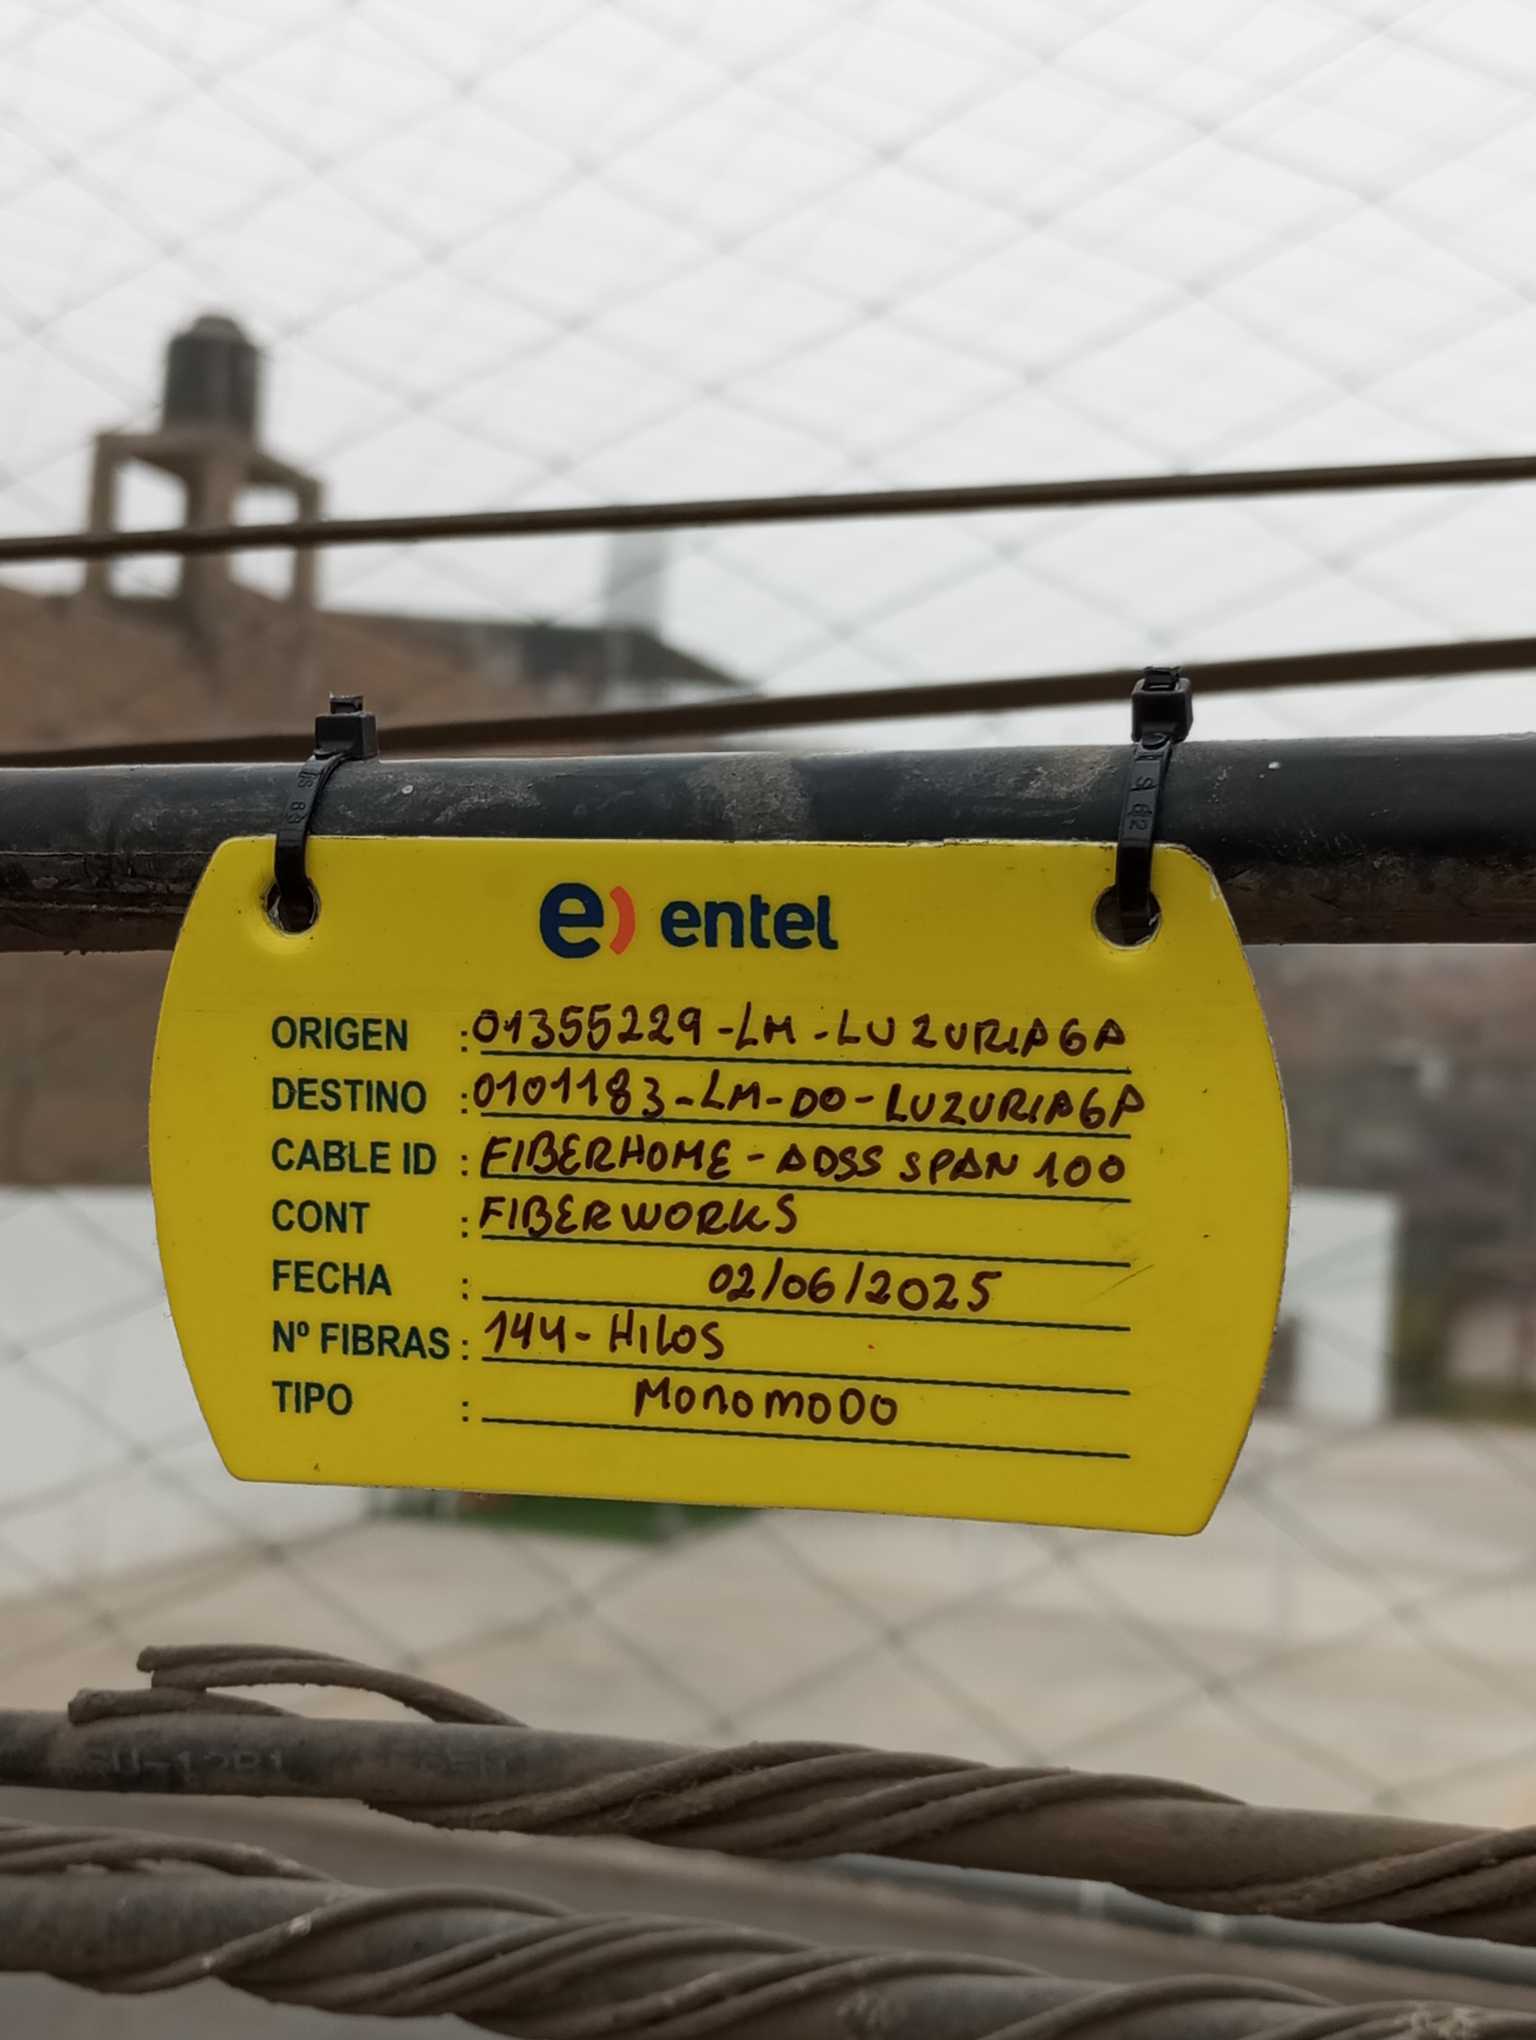 e) entel
ORIGEN : 01355229-LM-LUZURIAGA
DESTINO : 0101183-LM-DO-LUZURIAGA
CABLE ID : FIBERHOME-ADSS SPAN 100
CONT : FIBERWORKS
FECHA : 02/06/2025
Nº FIBRAS : 144-HILOS
TIPO : MONOMODO